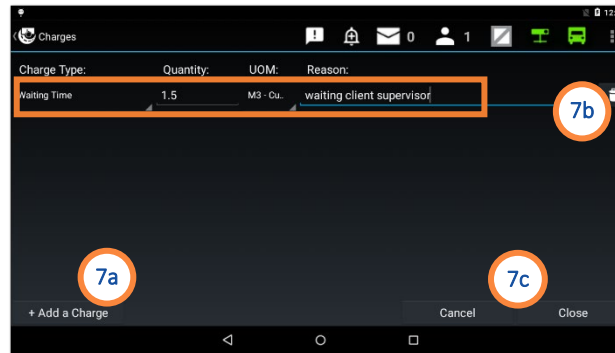 12:
Charges
0
1
Charge Type: Quantity: UOM: Reason:
Waiting Time 1.5 M3 - Cu.. waiting client supervisor
7b
7a
7c
+ Add a Charge Cancel Close